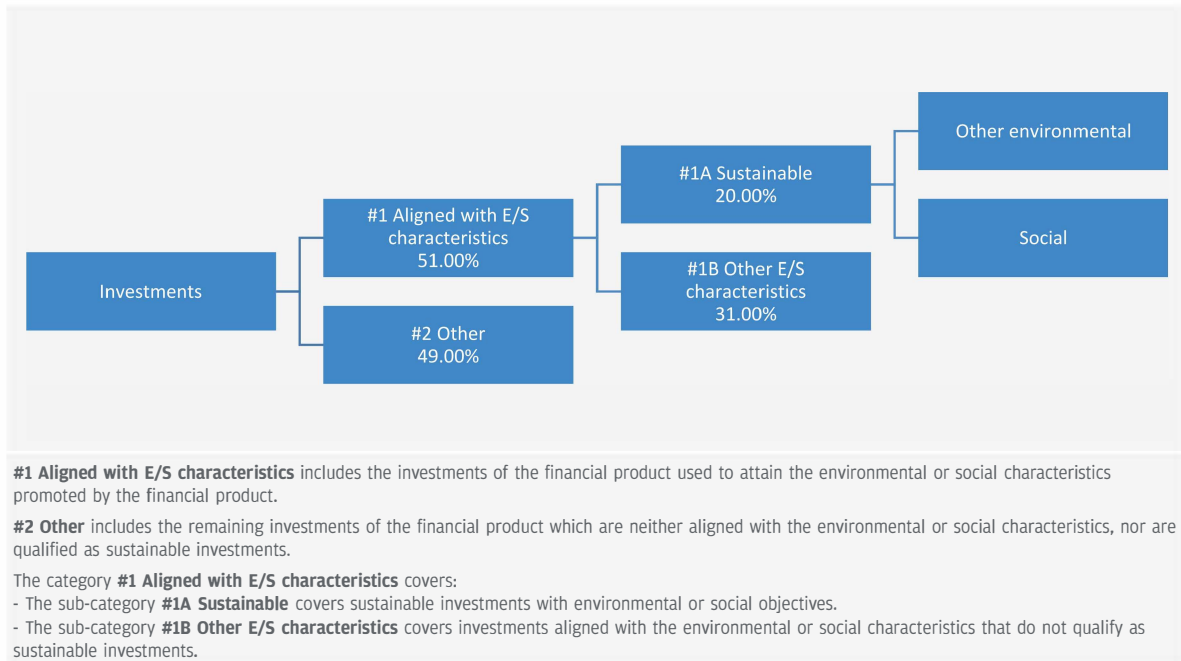 Investments
#1 Aligned with E/S
characteristics
51.00%
#2 Other
49.00%
#1A Sustainable
20.00%
#1B Other E/S
characteristics
31.00%
Other environmental
Social
#1 Aligned with E/S characteristics includes the investments of the financial product used to attain the environmental or social characteristics
promoted by the financial product.
#2 Other includes the remaining investments of the financial product which are neither aligned with the environmental or social characteristics, nor are
qualified as sustainable investments.
The category #1 Aligned with E/S characteristics covers:
- The sub-category #1A Sustainable covers sustainable investments with environmental or social objectives.
- The sub-category #1B Other E/S characteristics covers investments aligned with the environmental or social characteristics that do not qualify as
sustainable investments.